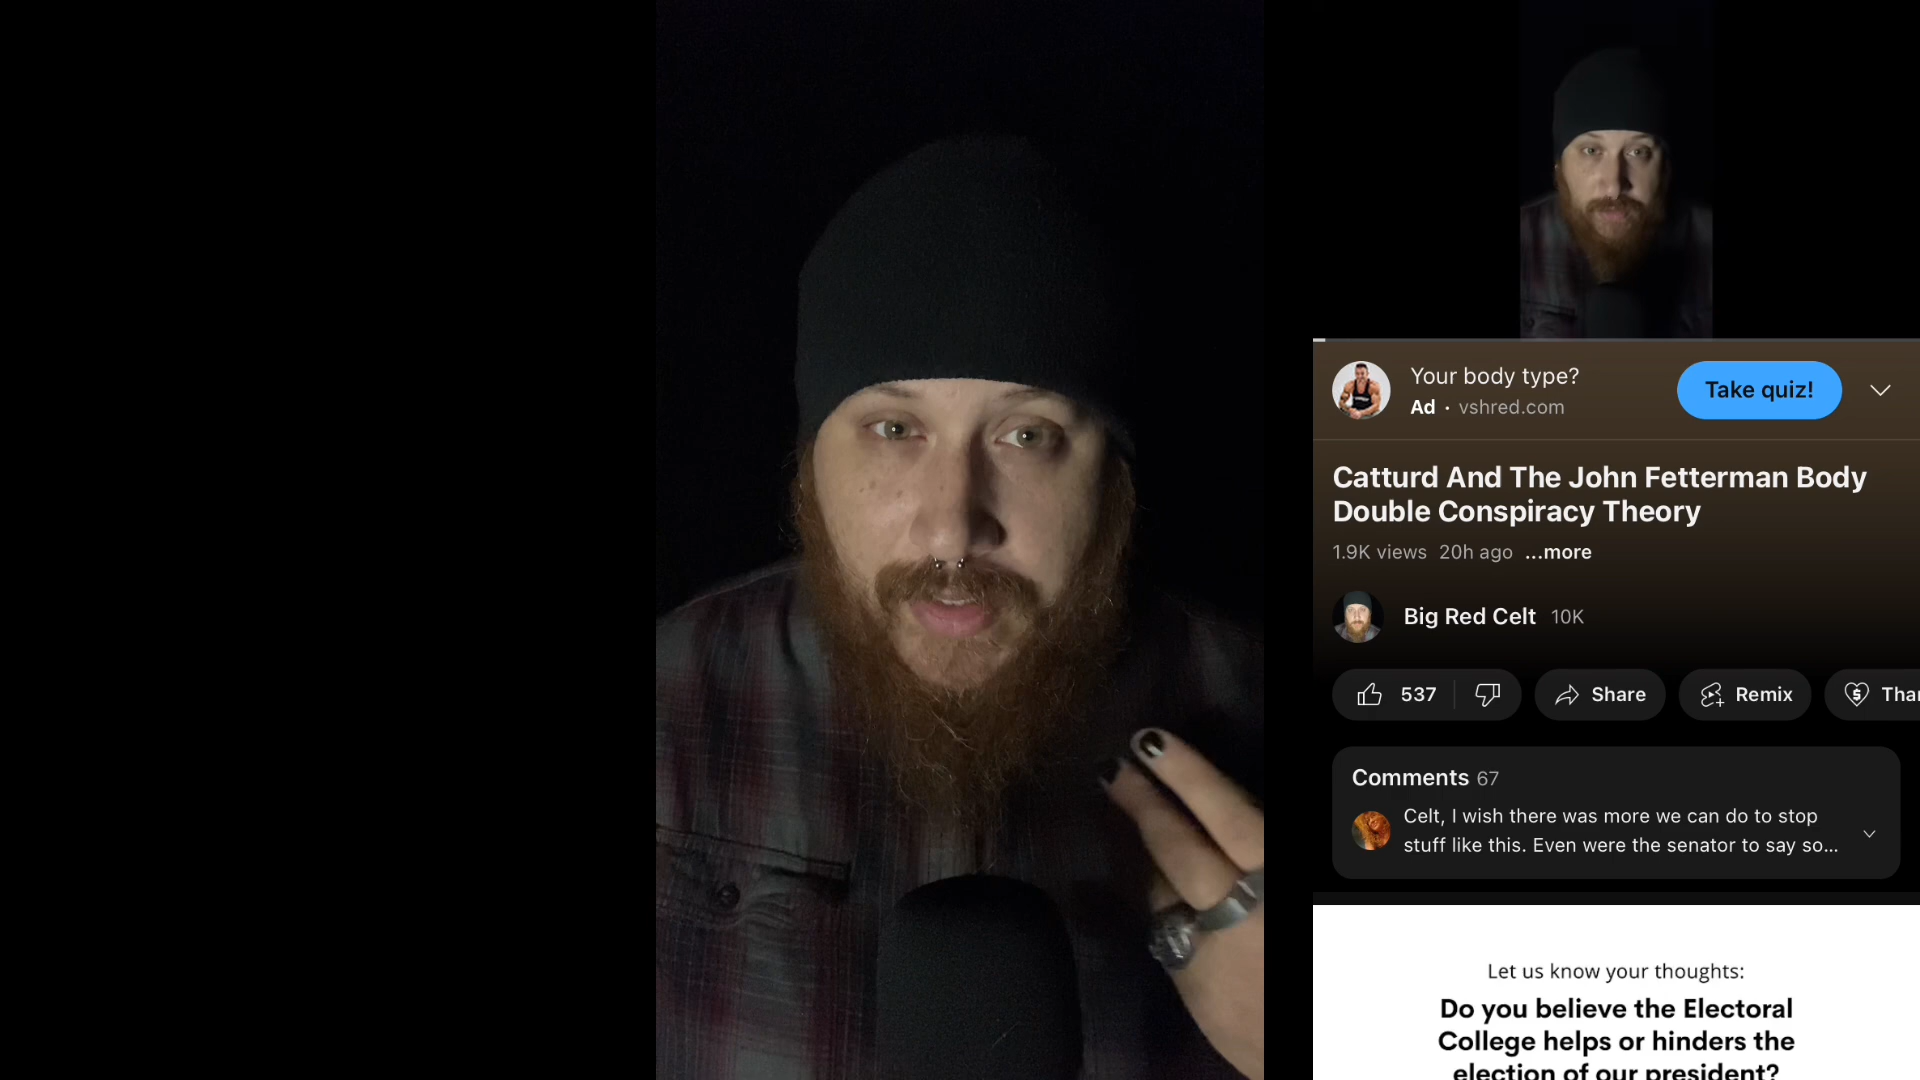 Your body type?
Ad · vshred.com
Take quiz!
Catturd And The John Fetterman Body
Double Conspiracy Theory
1.9K views 20h ago ...more
Big Red Celt 10K
537
Share
Remix
Comments 67
Celt, I wish there was more we can do to stop
stuff like this. Even were the senator to say so...
Let us know your thoughts:
Do you believe the Electoral
College helps or hinders the
election of our president?